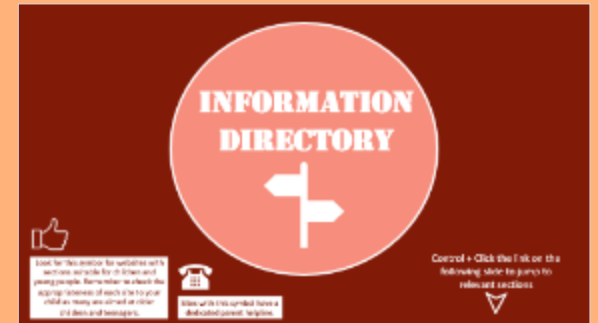 INFORMATION
DIRECTORY
Look for this symbol for websites with
sections suitable for children and
young people. Remember to check the
appropriateness of each site to your
child as many are aimed at older
children and teenagers.
Sites with this symbol have a
dedicated parent helpline.
Control + Click the link on the
following slide to jump to
relevant sections